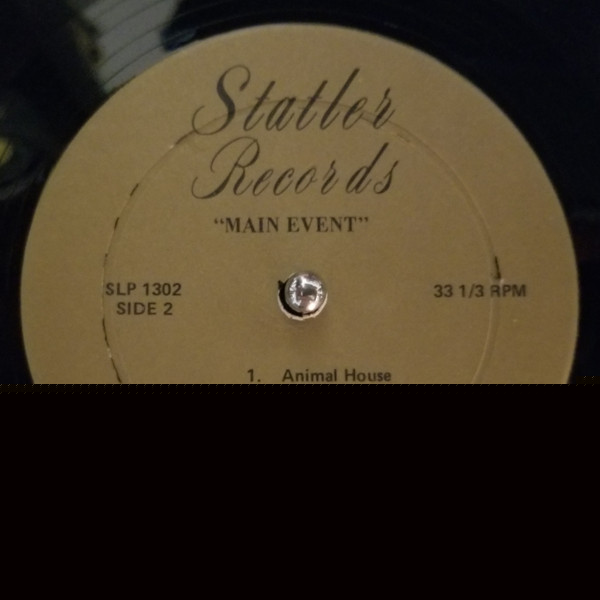 Statler
Records
“MAIN EVENT”
SLP 1302
SIDE 2
33 1/3 RPM
1. Animal House